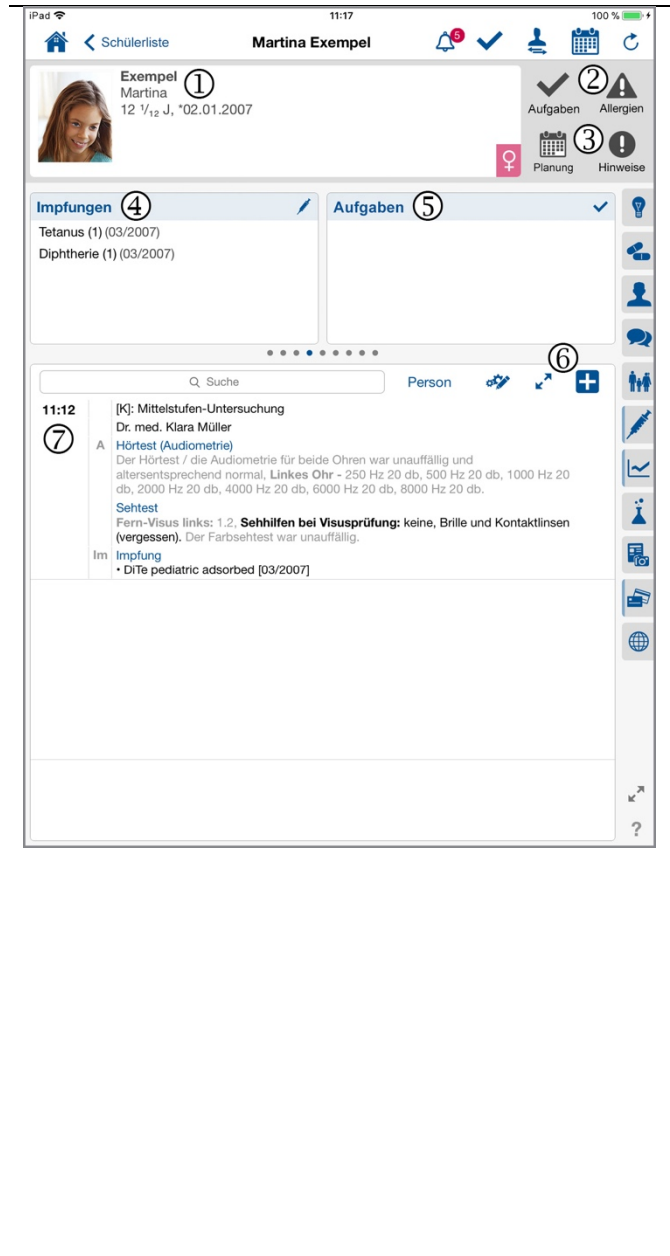 iPad 11:17 100 %
Schülerliste Martina Exempel 5
Exempel ①
Martina
12 1/12 J, *02.01.2007
②
Aufgaben Allergien
③
Planung Hinweise
♀
Impfungen ④
Tetanus (1) (03/2007)
Diphtherie (1) (03/2007)
Aufgaben ⑤
⑥
Suche Person
11:12 [K]: Mittelstufen-Untersuchung
⑦ Dr. med. Klara Müller
A Hörtest (Audiometrie)
Der Hörtest / die Audiometrie für beide Ohren war unauffällig und
altersentsprechend normal, Linkes Ohr - 250 Hz 20 db, 500 Hz 20 db, 1000 Hz 20
db, 2000 Hz 20 db, 4000 Hz 20 db, 6000 Hz 20 db, 8000 Hz 20 db.
Sehtest
Fern-Visus links: 1.2, Sehhilfen bei Visusprüfung: keine, Brille und Kontaktlinsen
(vergessen). Der Farbsehtest war unauffällig.
Im Impfung
• DiTe pediatric adsorbed [03/2007]
?